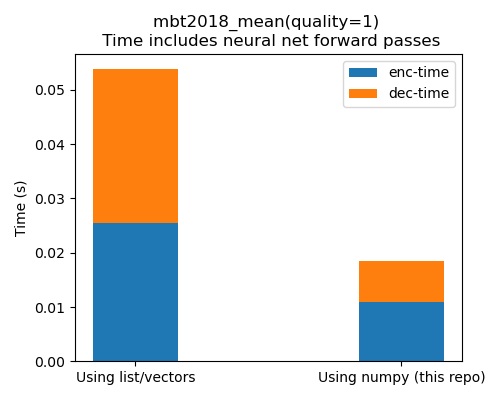 mbt2018_mean(quality=1)
Time includes neural net forward passes
enc-time
dec-time
Time (s)
0.05
0.04
0.03
0.02
0.01
0.00
Using list/vectors
Using numpy (this repo)